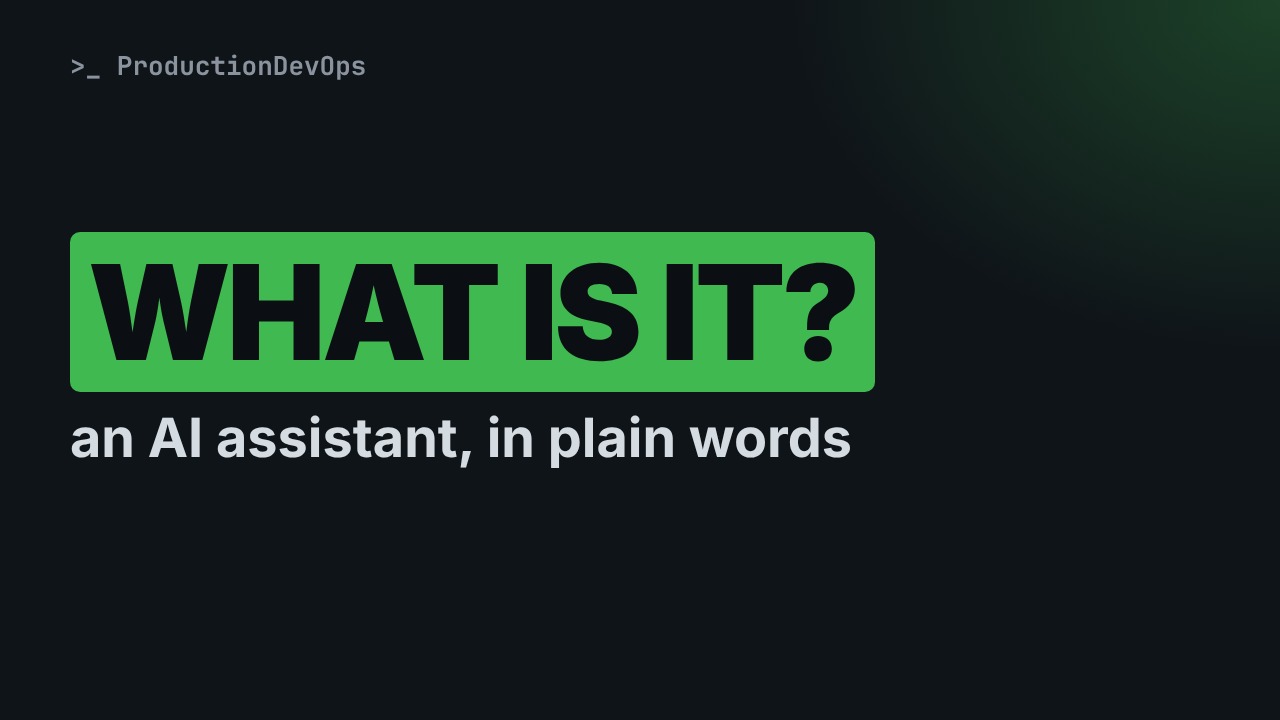 >_ ProductionDevOps
WHAT IS IT?
an AI assistant, in plain words